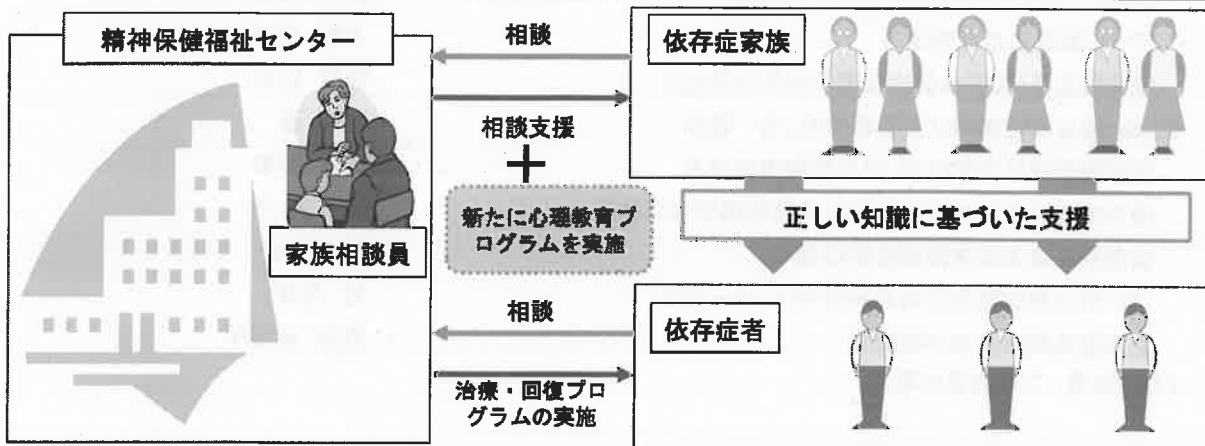 精神保健福祉センター
家族相談員
相談
相談支援
＋
新たに心理教育プ
ログラムを実施
依存症家族
正しい知識に基づいた支援
相談
治療・回復プロ
グラムの実施
依存症者